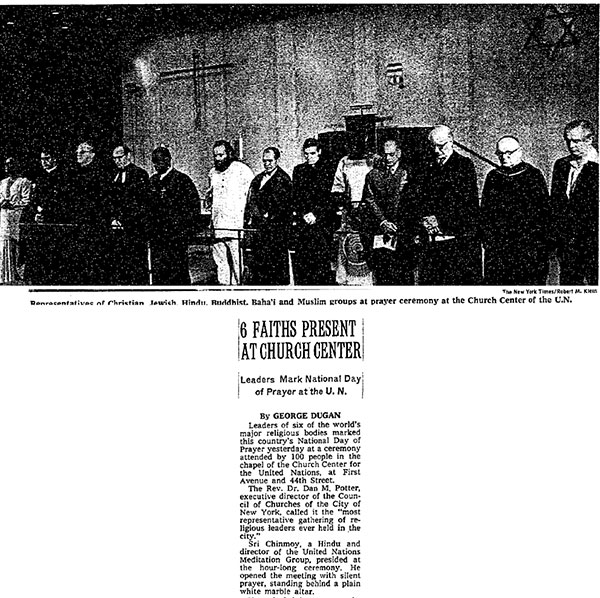 The New York Times/Robert M. Klein
Representatives of Christian, Jewish, Hindu, Buddhist, Baha'i and Muslim groups at prayer ceremony at the Church Center of the U.N.
6 FAITHS PRESENT
AT CHURCH CENTER
Leaders Mark National Day
of Prayer at the U. N.
By GEORGE DUGAN
Leaders of six of the world's
major religious bodies marked
this country's National Day of
Prayer yesterday at a ceremony
attended by 100 people in the
chapel of the Church Center for
the United Nations, at First
Avenue and 44th Street.
The Rev. Dr. Dan M. Potter,
executive director of the Coun-
cil of Churches of the City of
New York, called it the "most
representative gathering of re-
ligious leaders ever held in the
city."
Sri Chinmoy, a Hindu and
director of the United Nations
Meditation Group, presided at
the hour-long ceremony. He
opened the meeting with silent
prayer, standing behind a plain
white marble altar.